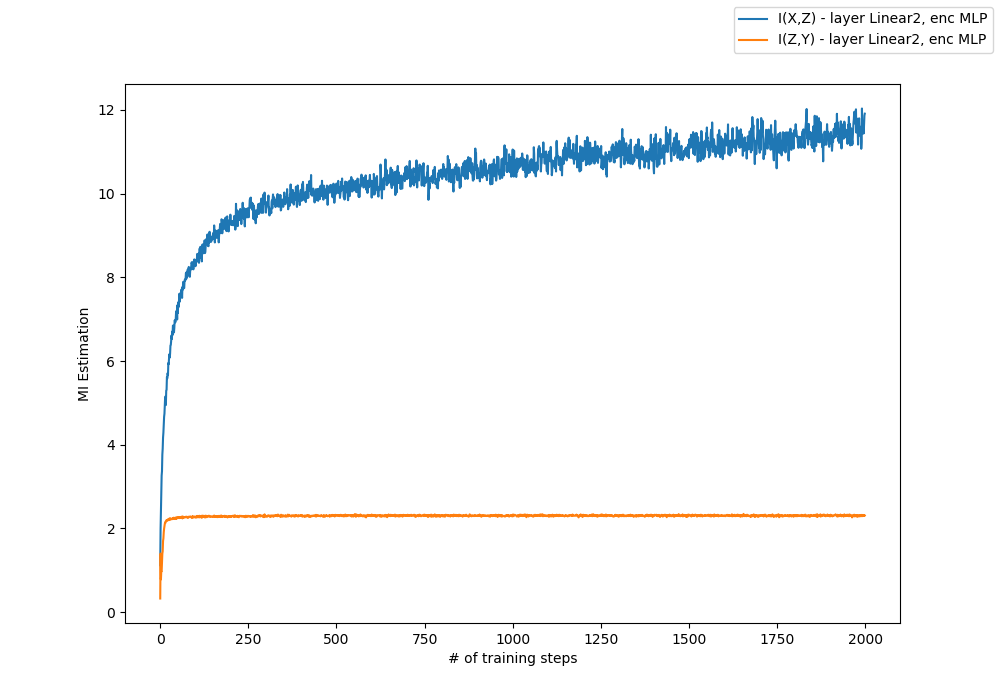 I(X,Z) - layer Linear2, enc MLP
I(Z,Y) - layer Linear2, enc MLP
12
10
8
6
4
2
0
MI Estimation
0 250 500 750 1000 1250 1500 1750 2000
# of training steps